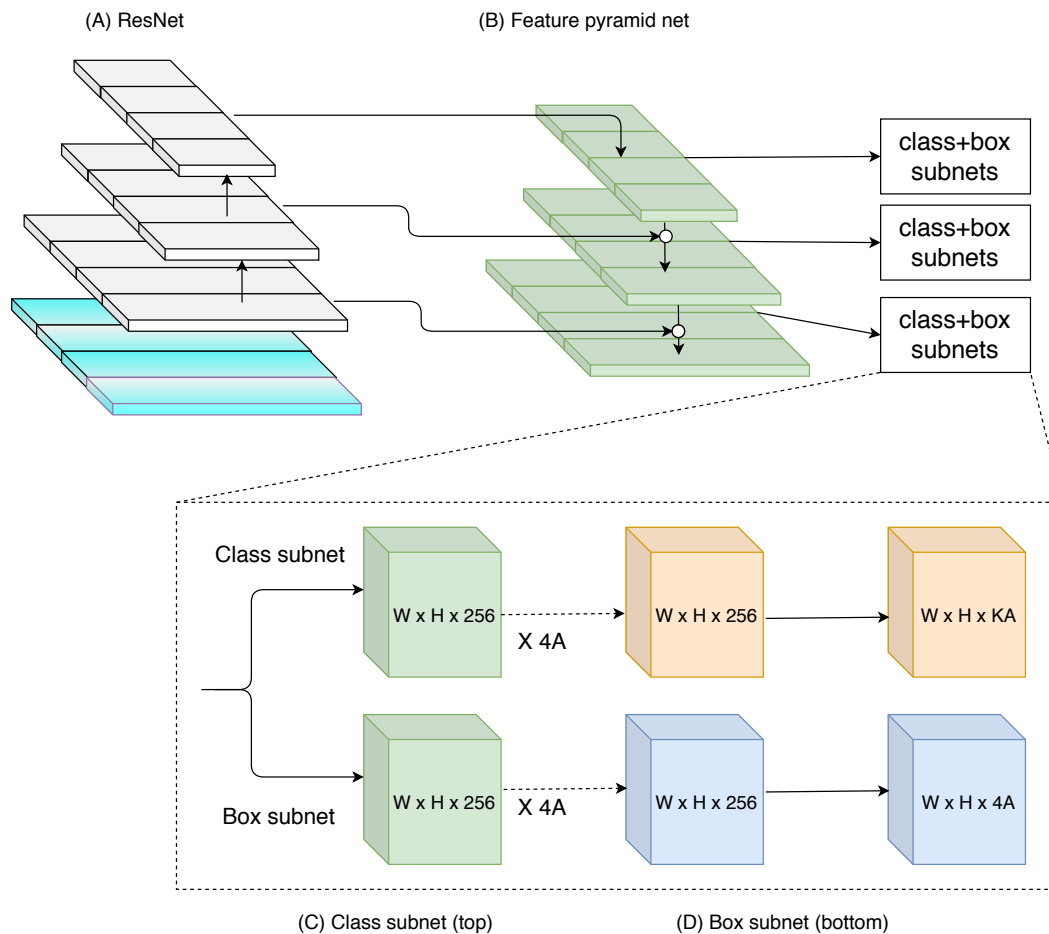 (A) ResNet
(B) Feature pyramid net
class+box
subnets
class+box
subnets
class+box
subnets
Class subnet
W x H x 256
X 4A
W x H x 256
W x H x KA
Box subnet
W x H x 256
X 4A
W x H x 256
W x H x 4A
(C) Class subnet (top)
(D) Box subnet (bottom)